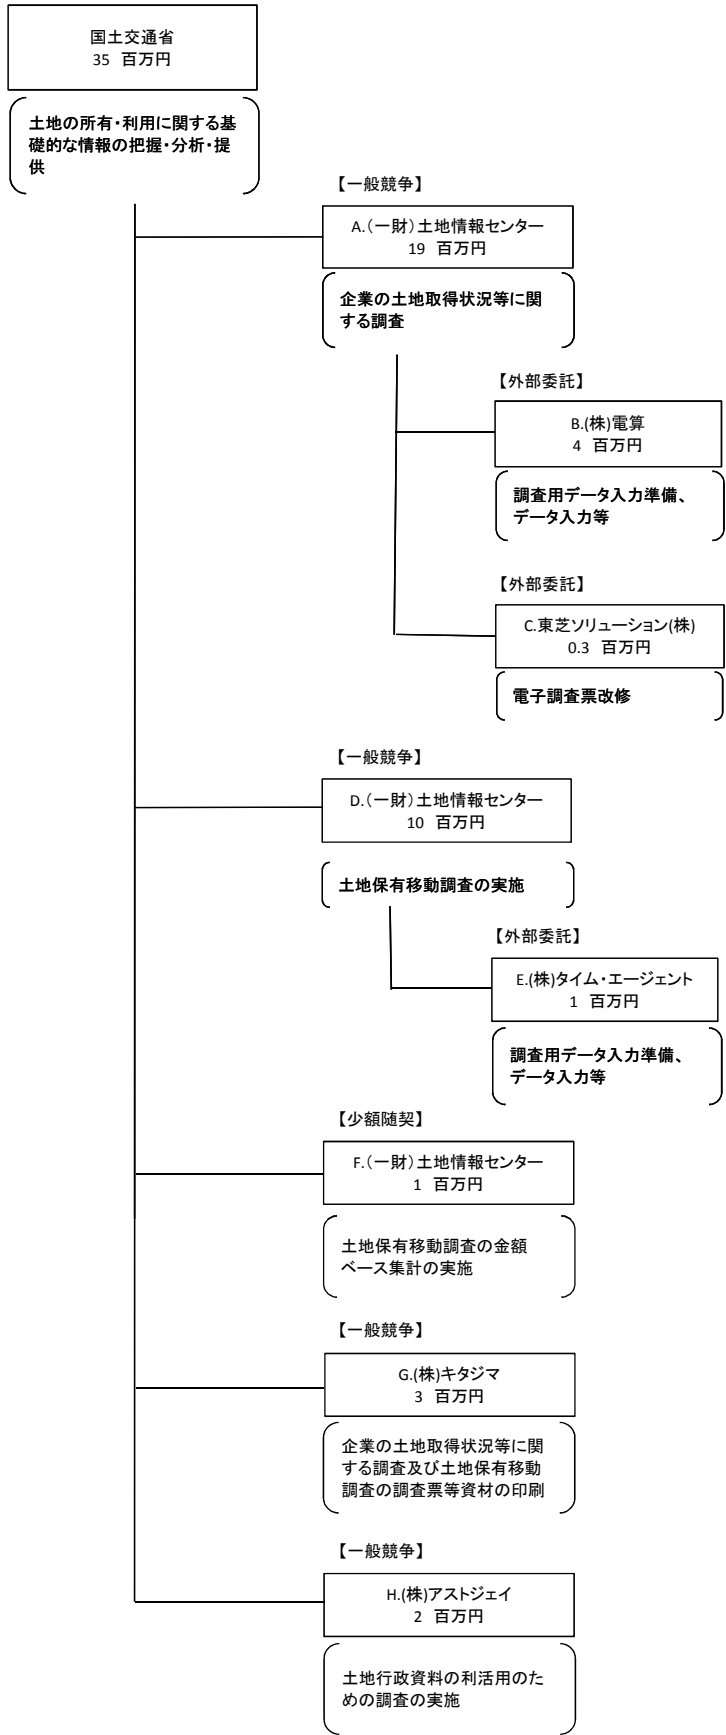 国土交通省
35 百万円
土地の所有・利用に関する基
礎的な情報の把握・分析・提
供
【一般競争】
A.(一財)土地情報センター
19 百万円
企業の土地取得状況等に関
する調査
【外部委託】
B.(株)電算
4 百万円
調査用データ入力準備、
データ入力等
【外部委託】
C.東芝ソリューション(株)
0.3 百万円
電子調査票改修
【一般競争】
D.(一財)土地情報センター
10 百万円
土地保有移動調査の実施
【外部委託】
E.(株)タイム・エージェント
1 百万円
調査用データ入力準備、
データ入力等
【少額随契】
F.(一財)土地情報センター
1 百万円
土地保有移動調査の金額
ベース集計の実施
【一般競争】
G.(株)キタジマ
3 百万円
企業の土地取得状況等に関
する調査及び土地保有移動
調査の調査票等資材の印刷
【一般競争】
H.(株)アストジェイ
2 百万円
土地行政資料の利活用のた
めの調査の実施